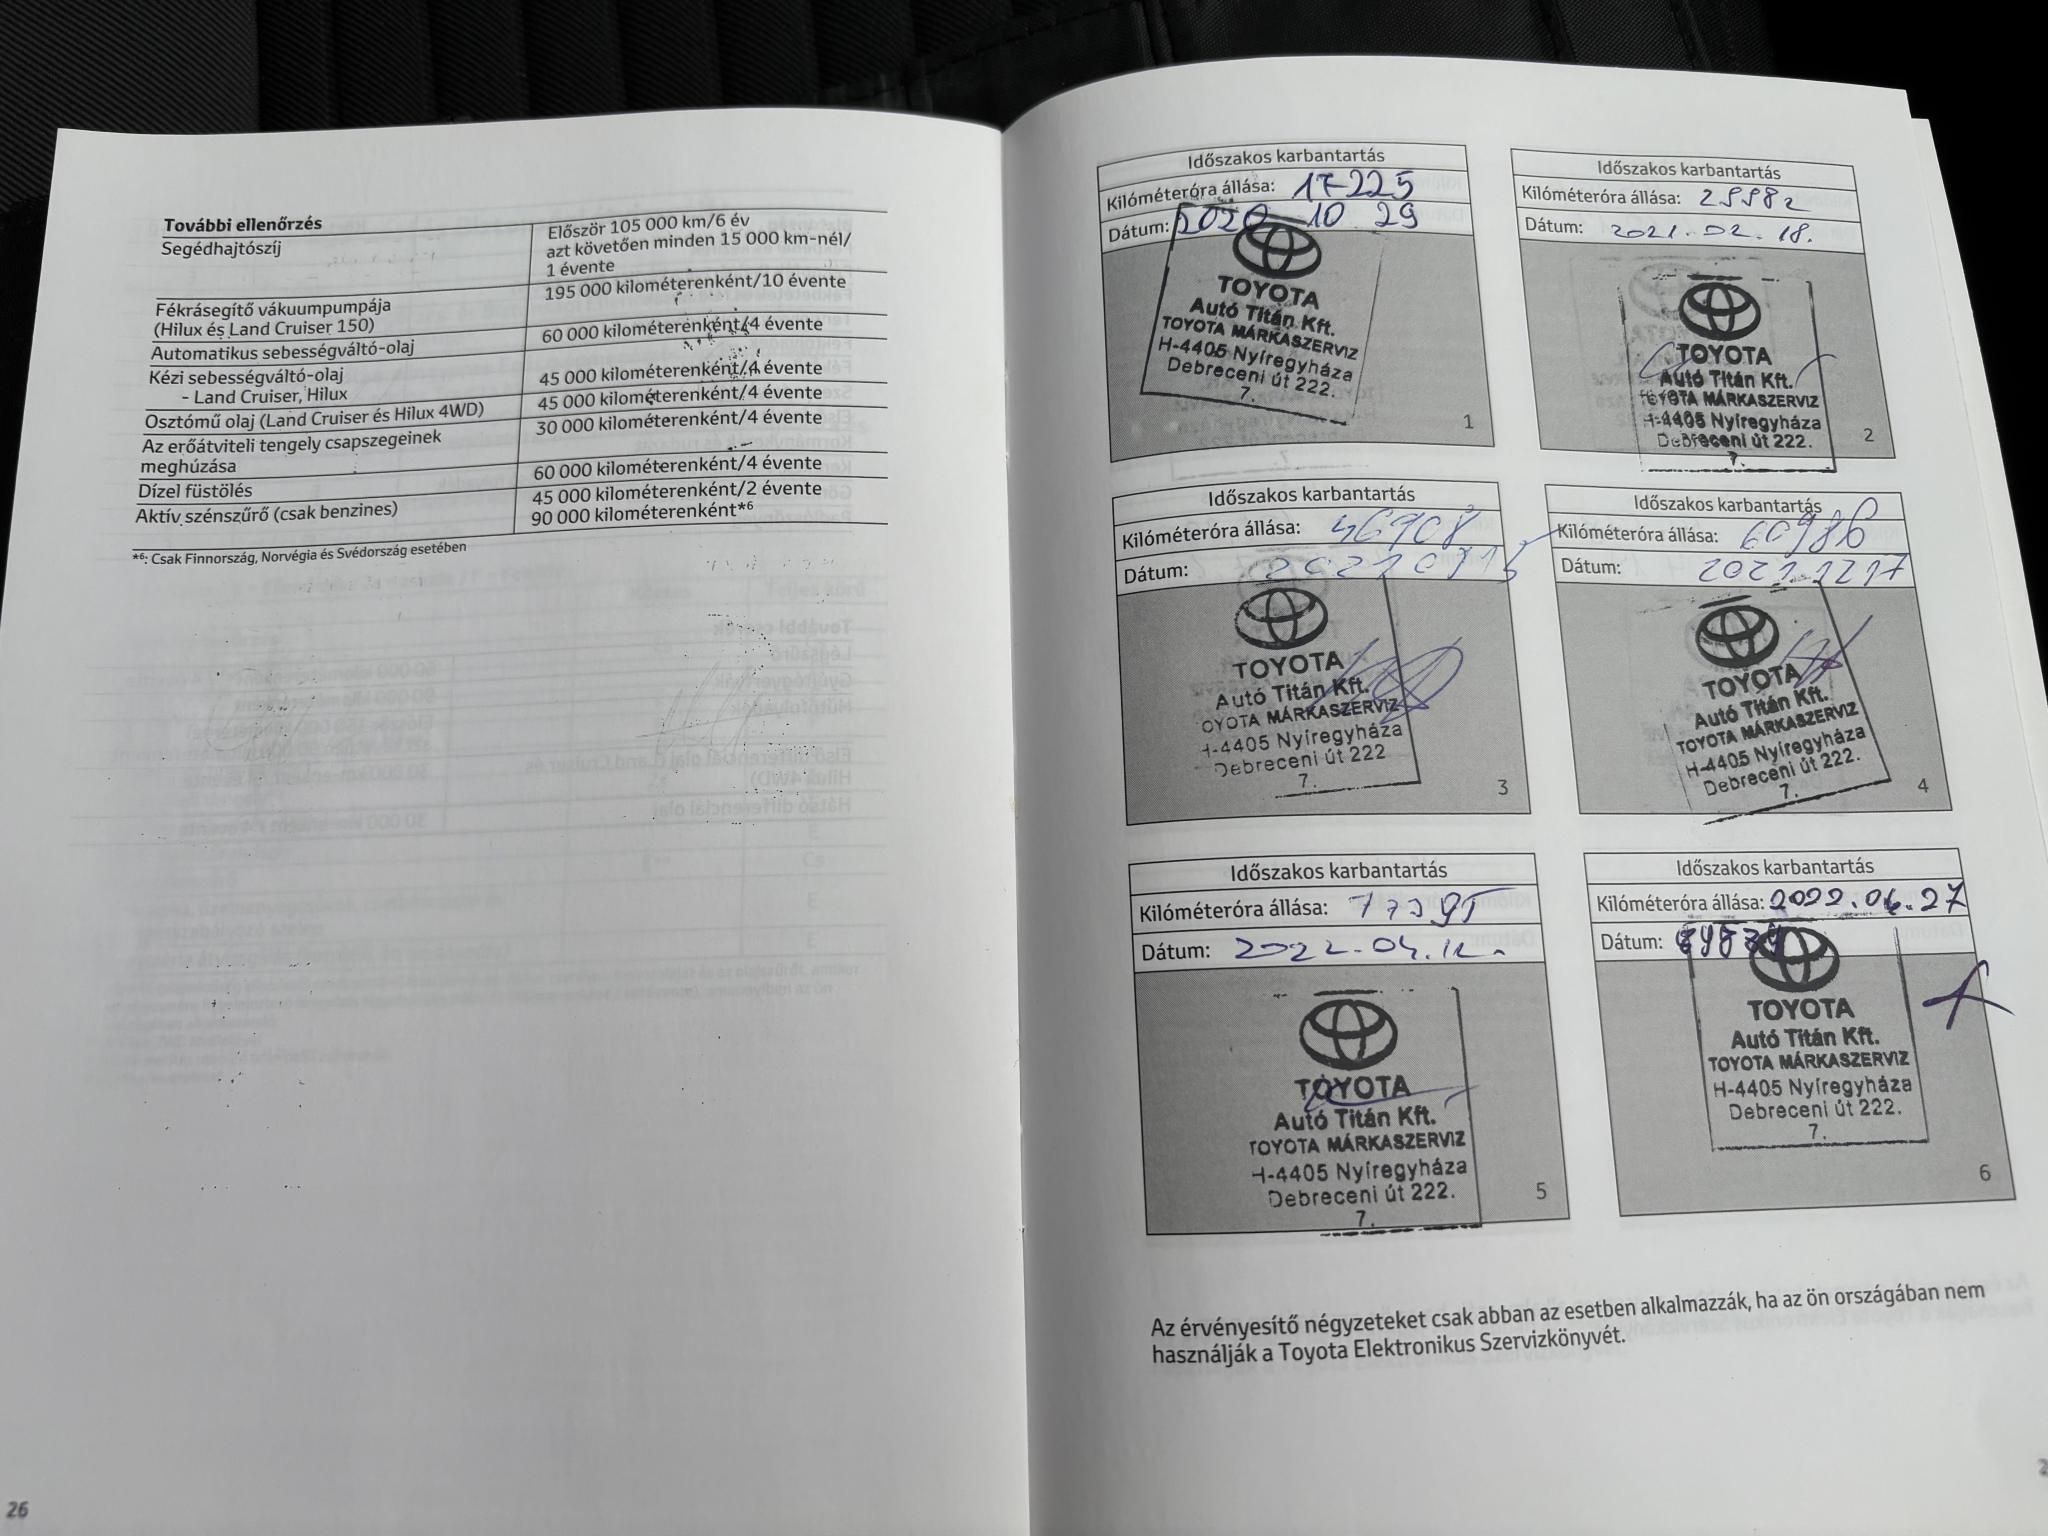 További ellenőrzés
Segédhajtószíj
Először 105 000 km/6 év
azt követően minden 15 000 km-nél/
1 évente
Fékrásegítő vákuumpumpája
(Hilux és Land Cruiser 150)
195 000 kilométerenként/10 évente
Automatikus sebességváltó-olaj
60 000 kilométerenként/4 évente
Kézi sebességváltó-olaj
- Land Cruiser, Hilux
45 000 kilométerenként/4 évente
Osztómű olaj (Land Cruiser és Hilux 4WD)
45 000 kilométerenként/4 évente
Az erőátviteli tengely csapszegeinek
meghúzása
30 000 kilométerenként/4 évente
Dízel füstölés
60 000 kilométerenként/4 évente
Aktív szénszűrő (csak benzines)
45 000 kilométerenként/2 évente
90 000 kilométerenként*6
*6: Csak Finnország, Norvégia és Svédország esetében
26
Időszakos karbantartás
Kilóméteróra állása: 17225
Dátum: 2020 10 29
TOYOTA
Autó Titán Kft.
TOYOTA MÁRKASZERVIZ
H-4405 Nyíregyháza
Debreceni út 222.
7.
1
Időszakos karbantartás
Kilóméteróra állása:
Dátum: 2021.02.18.
TOYOTA
Autó Titán Kft.
TOYOTA MÁRKASZERVIZ
H-4405 Nyíregyháza
Debreceni út 222.
7.
2
Időszakos karbantartás
Kilóméteróra állása: 46908
Dátum:
TOYOTA
Autó Titán Kft.
TOYOTA MÁRKASZERVIZ
H-4405 Nyíregyháza
Debreceni út 222
7.
3
Időszakos karbantartás
Kilóméteróra állása: 60986
Dátum: 2021 12 17
TOYOTA
Autó Titán Kft.
TOYOTA MÁRKASZERVIZ
H-4405 Nyíregyháza
Debreceni út 222.
7.
4
Időszakos karbantartás
Kilóméteróra állása:
Dátum: 2022.04.12.
TOYOTA
Autó Titán Kft.
TOYOTA MÁRKASZERVIZ
H-4405 Nyíregyháza
Debreceni út 222.
7.
5
Időszakos karbantartás
Kilóméteróra állása: 2022.06.27
Dátum:
TOYOTA
Autó Titán Kft.
TOYOTA MÁRKASZERVIZ
H-4405 Nyíregyháza
Debreceni út 222.
7.
6
Az érvényesítő négyzeteket csak abban az esetben alkalmazzák, ha az ön országában nem
használják a Toyota Elektronikus Szervizkönyvét.